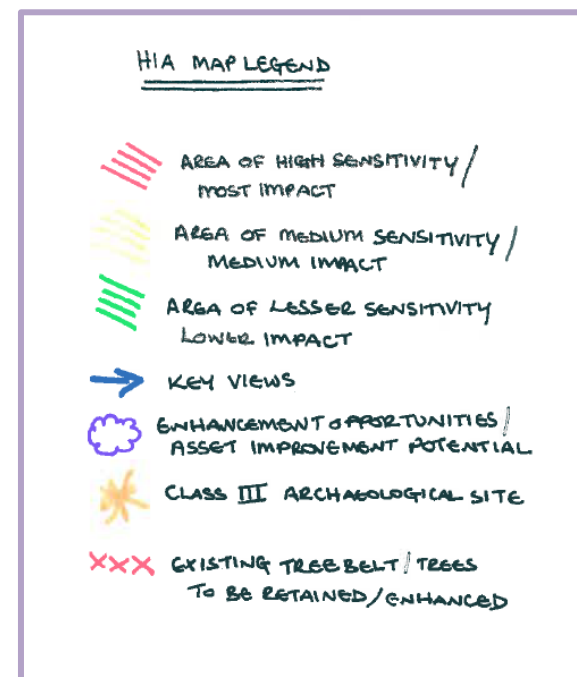 HIA MAP LEGEND
AREA OF HIGH SENSITIVITY/
MOST IMPACT
AREA OF MEDIUM SENSITIVITY/
MEDIUM IMPACT
AREA OF LESSER SENSITIVITY
LOWER IMPACT
KEY VIEWS
ENHANCEMENT OPPORTUNITIES/
ASSET IMPROVEMENT POTENTIAL
CLASS III ARCHAEOLOGICAL SITE
EXISTING TREE BELT/TREES
TO BE RETAINED/ENHANCED